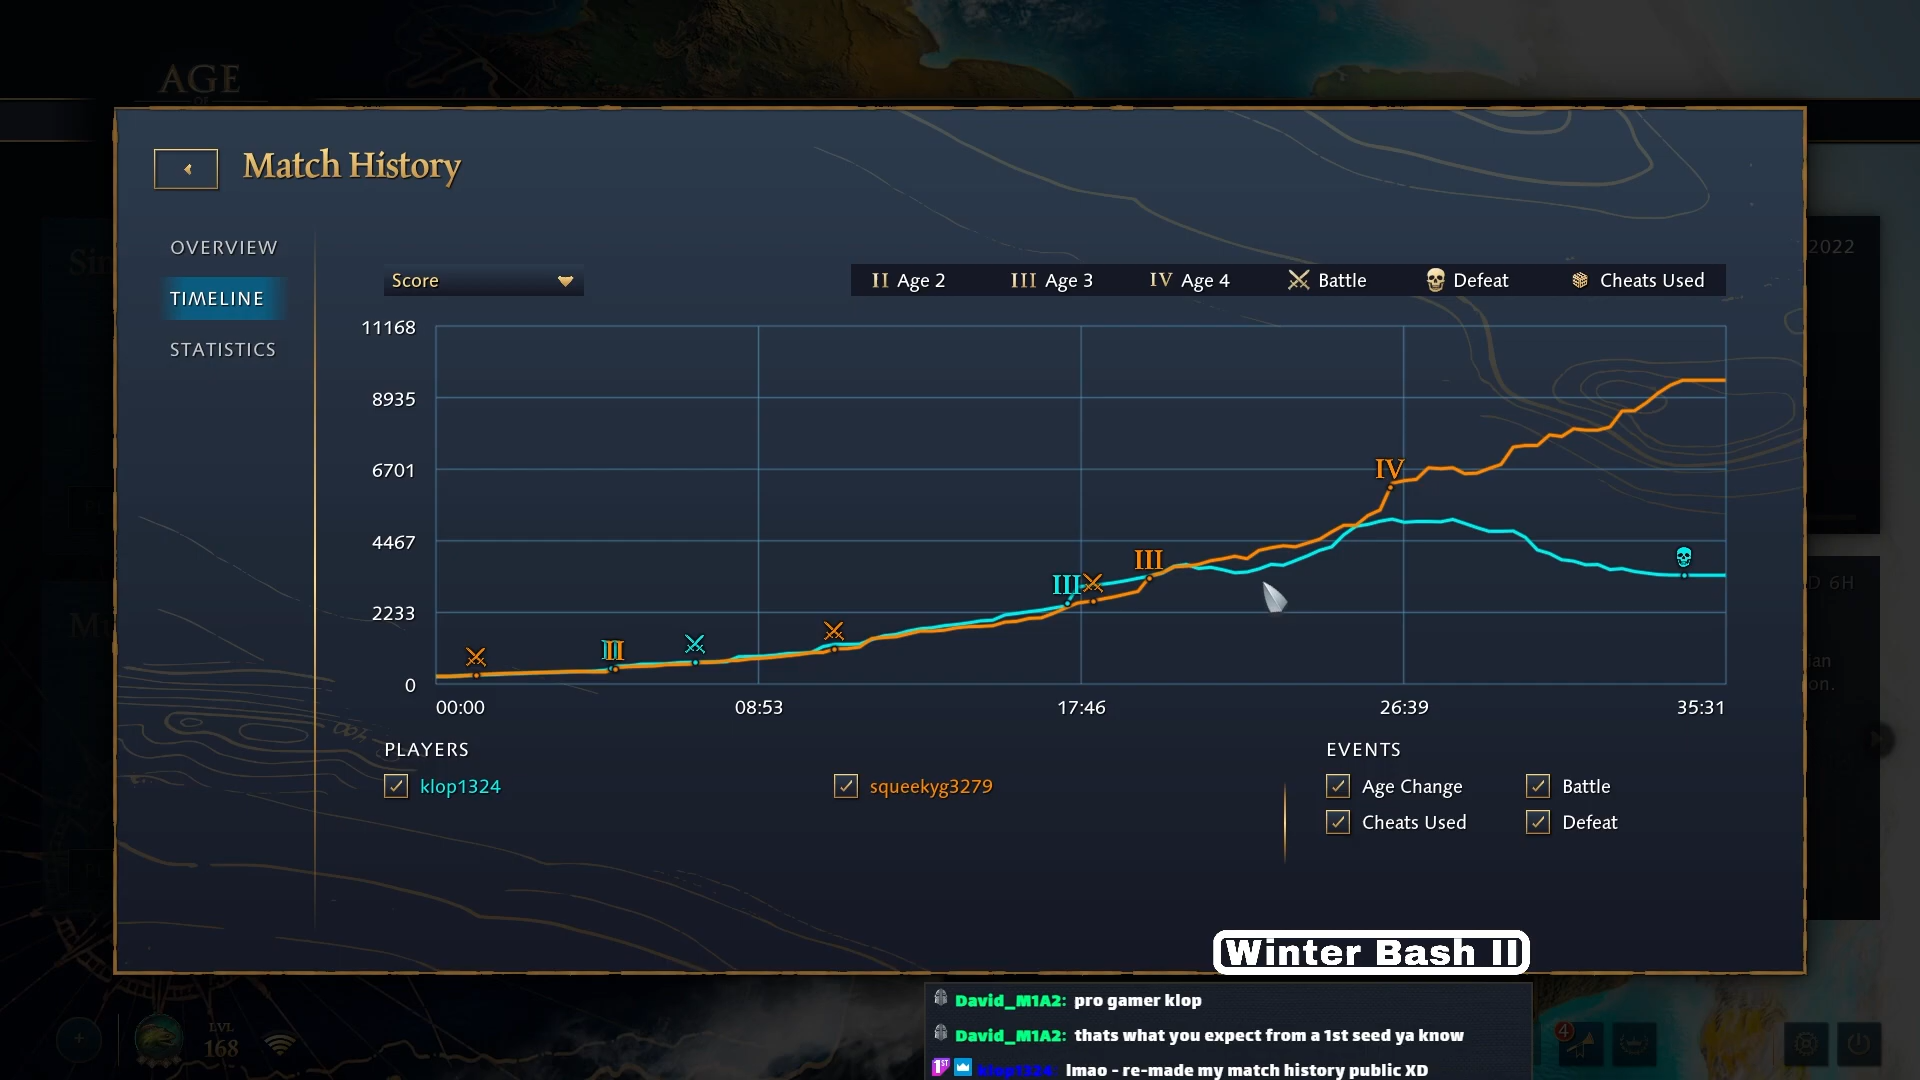 AGE
OF
Match History
2022
OVERVIEW
TIMELINE
STATISTICS
Score
II Age 2
III Age 3
IV Age 4
Battle
Defeat
Cheats Used
11168
8935
6701
4467
2233
0
IV
III
III
II
00:00
08:53
17:46
26:39
35:31
PLAYERS
klop1324
squeekyg3279
EVENTS
Age Change
Battle
Cheats Used
Defeat
Winter Bash II
David_M1A2: pro gamer klop
David_M1A2: thats what you expect from a 1st seed ya know
klop1324: lmao - re-made my match history public XD
LVL
168
4